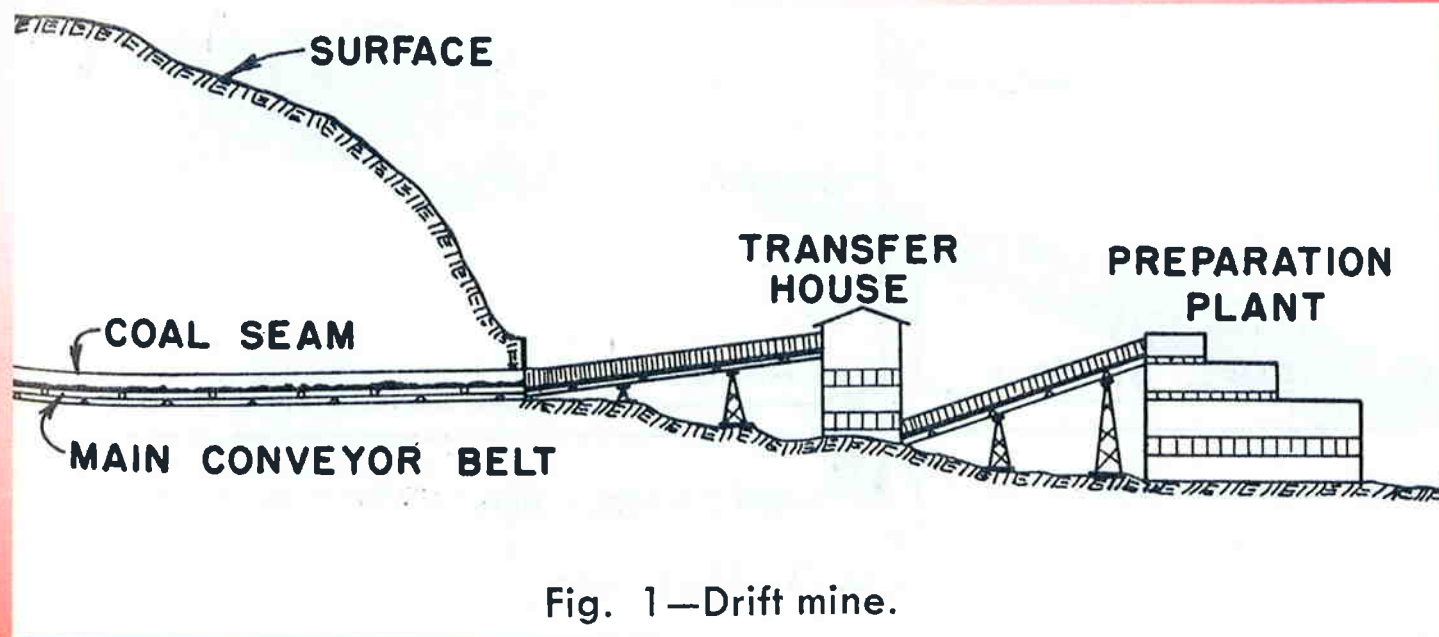 SURFACE
TRANSFER
HOUSE
PREPARATION
PLANT
COAL SEAM
MAIN CONVEYOR BELT
Fig. 1—Drift mine.